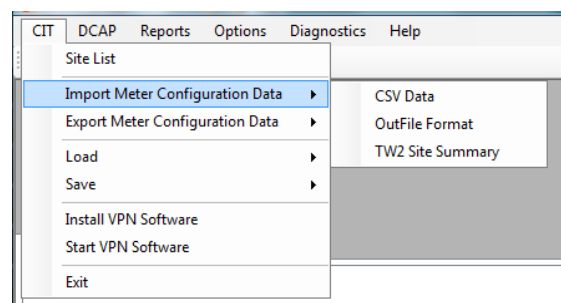 CIT DCAP Reports Options Diagnostics Help
Site List
Import Meter Configuration Data CSV Data
Export Meter Configuration Data OutFile Format
TW2 Site Summary
Load
Save
Install VPN Software
Start VPN Software
Exit